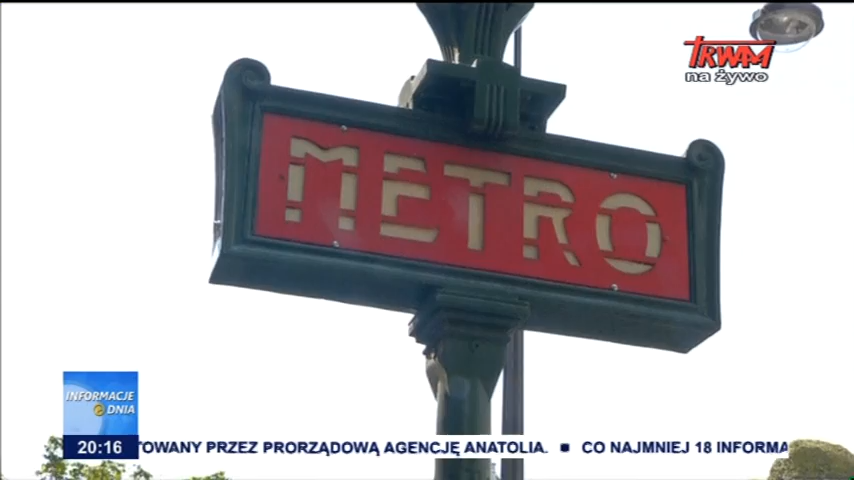 TRWAM
na żywo
METRO
INFORMACJE
DNIA
20:16
TOWANY PRZEZ PRORZĄDOWĄ AGENCJĘ ANATOLIA. ■ CO NAJMNIEJ 18 INFORMA